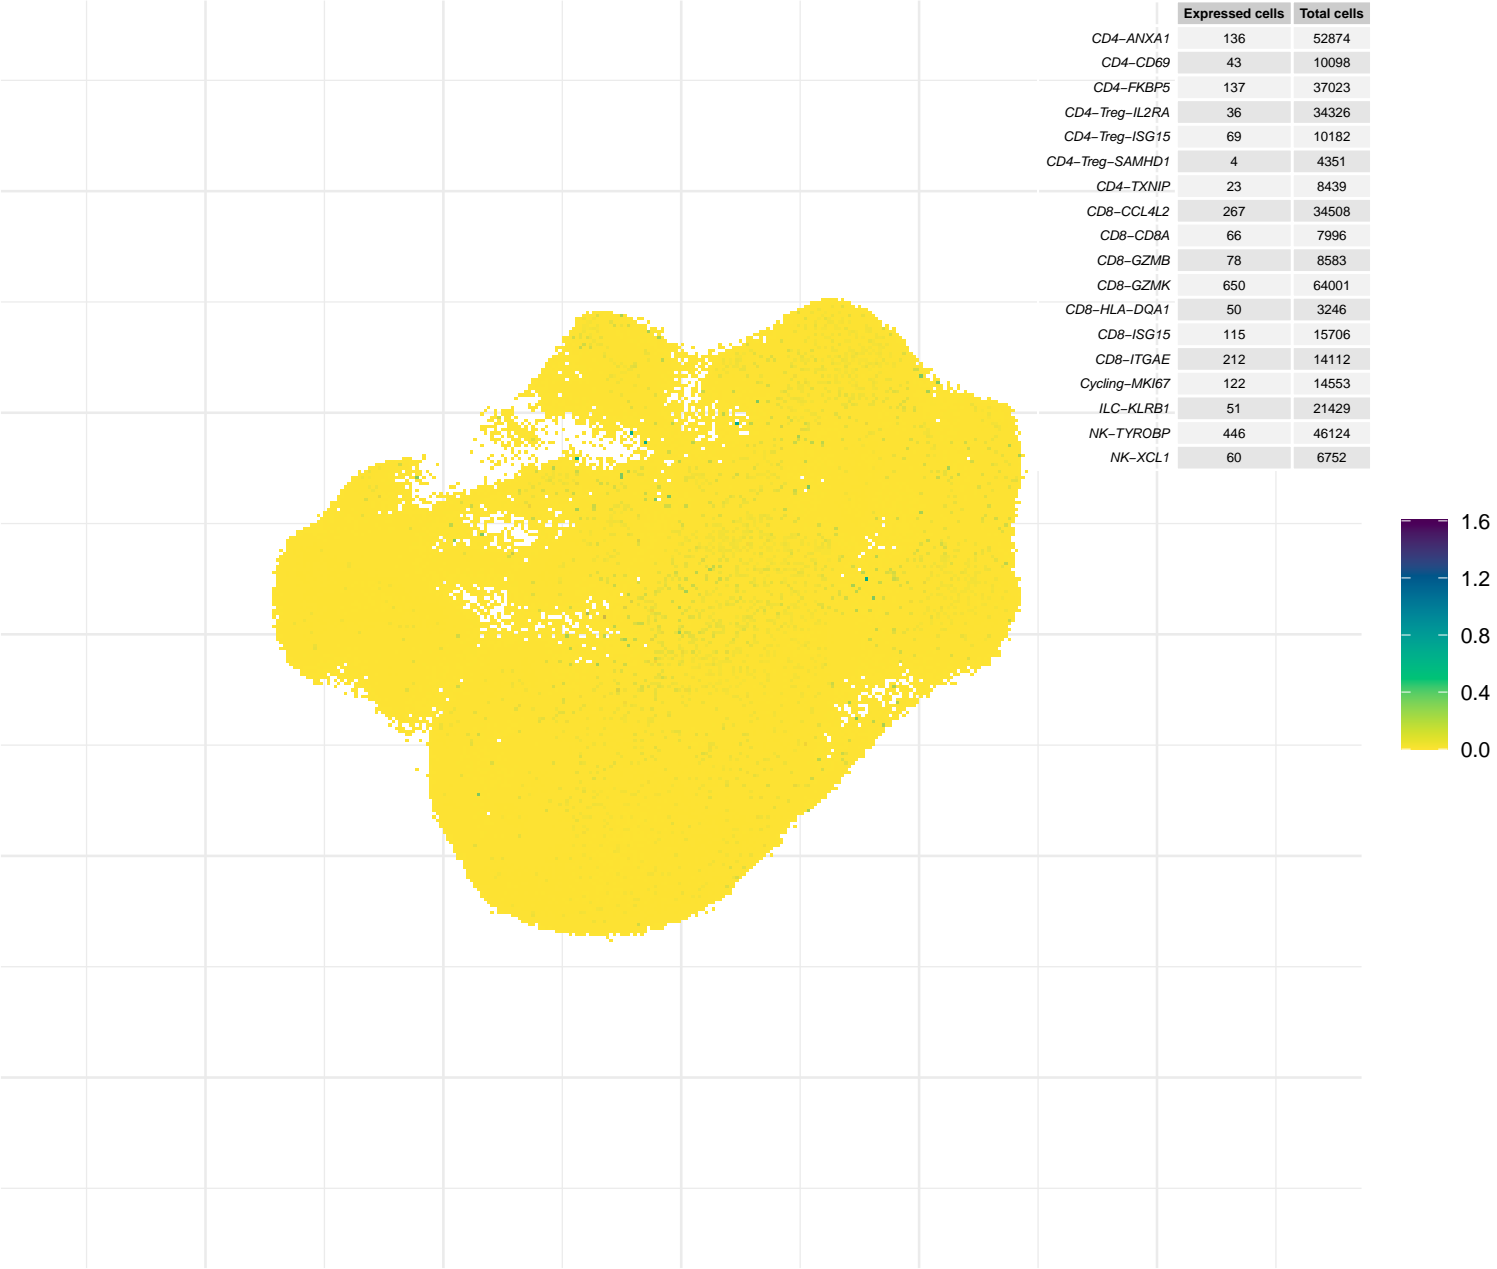 Expressed cells Total cells
CD4−ANXA1 136 52874
CD4−CD69 43 10098
CD4−FKBP5 137 37023
CD4−Treg−IL2RA 36 34326
CD4−Treg−ISG15 69 10182
CD4−Treg−SAMHD1 4 4351
CD4−TXNIP 23 8439
CD8−CCL4L2 267 34508
CD8−CD8A 66 7996
CD8−GZMB 78 8583
CD8−GZMK 650 64001
CD8−HLA−DQA1 50 3246
CD8−ISG15 115 15706
CD8−ITGAE 212 14112
Cycling−MKI67 122 14553
ILC−KLRB1 51 21429
NK−TYROBP 446 46124
NK−XCL1 60 6752
1.6
1.2
0.8
0.4
0.0